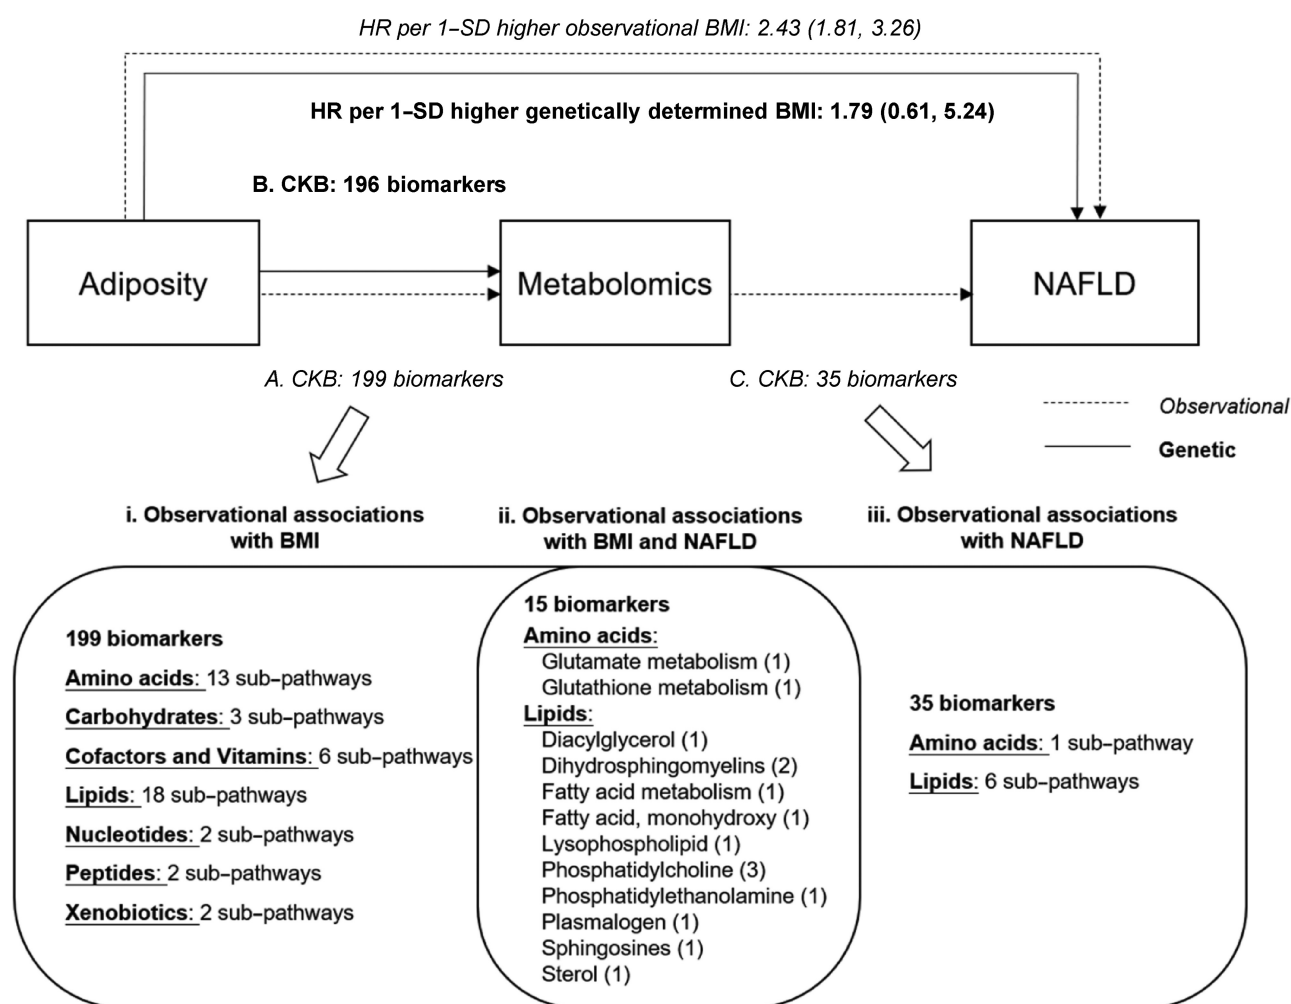 HR per 1–SD higher observational BMI: 2.43 (1.81, 3.26)
HR per 1–SD higher genetically determined BMI: 1.79 (0.61, 5.24)
B. CKB: 196 biomarkers
Adiposity
Metabolomics
NAFLD
A. CKB: 199 biomarkers
C. CKB: 35 biomarkers
Observational
Genetic
i. Observational associations
with BMI
ii. Observational associations
with BMI and NAFLD
iii. Observational associations
with NAFLD
199 biomarkers
Amino acids: 13 sub–pathways
Carbohydrates: 3 sub–pathways
Cofactors and Vitamins: 6 sub–pathways
Lipids: 18 sub–pathways
Nucleotides: 2 sub–pathways
Peptides: 2 sub–pathways
Xenobiotics: 2 sub–pathways
15 biomarkers
Amino acids:
Glutamate metabolism (1)
Glutathione metabolism (1)
Lipids:
Diacylglycerol (1)
Dihydrosphingomyelins (2)
Fatty acid metabolism (1)
Fatty acid, monohydroxy (1)
Lysophospholipid (1)
Phosphatidylcholine (3)
Phosphatidylethanolamine (1)
Plasmalogen (1)
Sphingosines (1)
Sterol (1)
35 biomarkers
Amino acids: 1 sub–pathway
Lipids: 6 sub–pathways